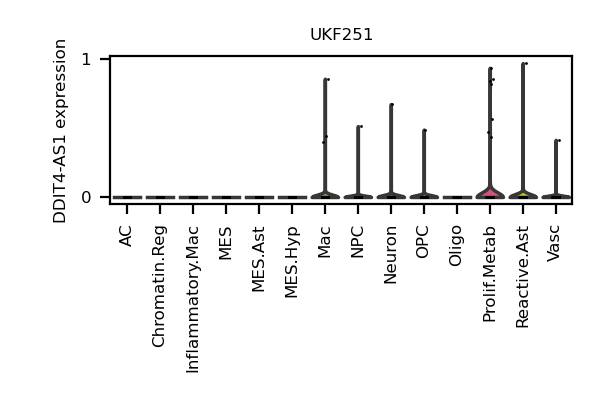 UKF251
DDIT4-AS1 expression
1
0
AC
Chromatin.Reg
Inflammatory.Mac
MES
MES.Ast
MES.Hyp
Mac
NPC
Neuron
OPC
Oligo
Prolif.Metab
Reactive.Ast
Vasc